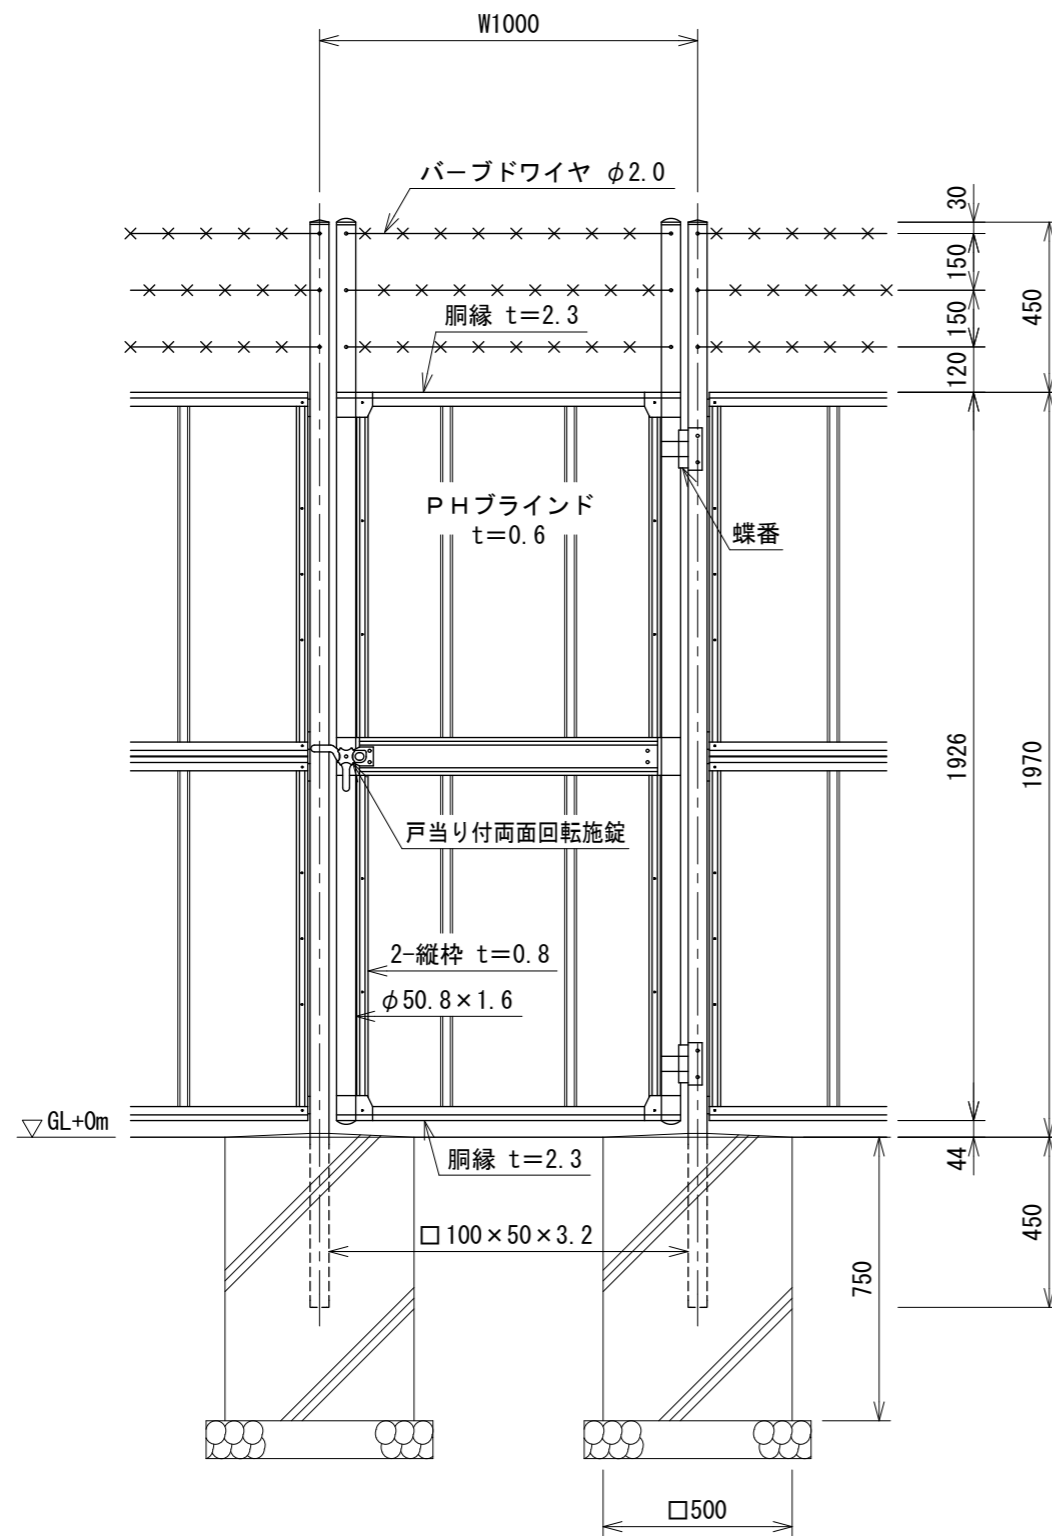 W1000
バーブドワイヤ φ2.0
30
150
150
120
450
胴縁 t=2.3
PHブラインド
t=0.6
蝶番
1926
1970
戸当り付両面回転施錠
2-縦枠 t=0.8
φ50.8×1.6
▽ GL+0m
胴縁 t=2.3
44
□100×50×3.2
450
750
□500